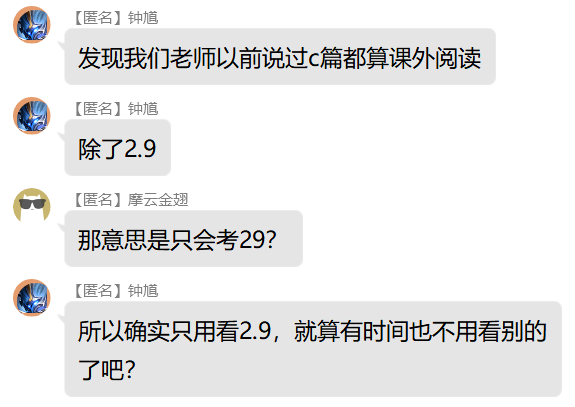 【匿名】钟馗
发现我们老师以前说过c篇都算课外阅读
【匿名】钟馗
除了2.9
【匿名】摩云金翅
那意思是只会考29？
【匿名】钟馗
所以确实只用看2.9，就算有时间也不用看别的
了吧？